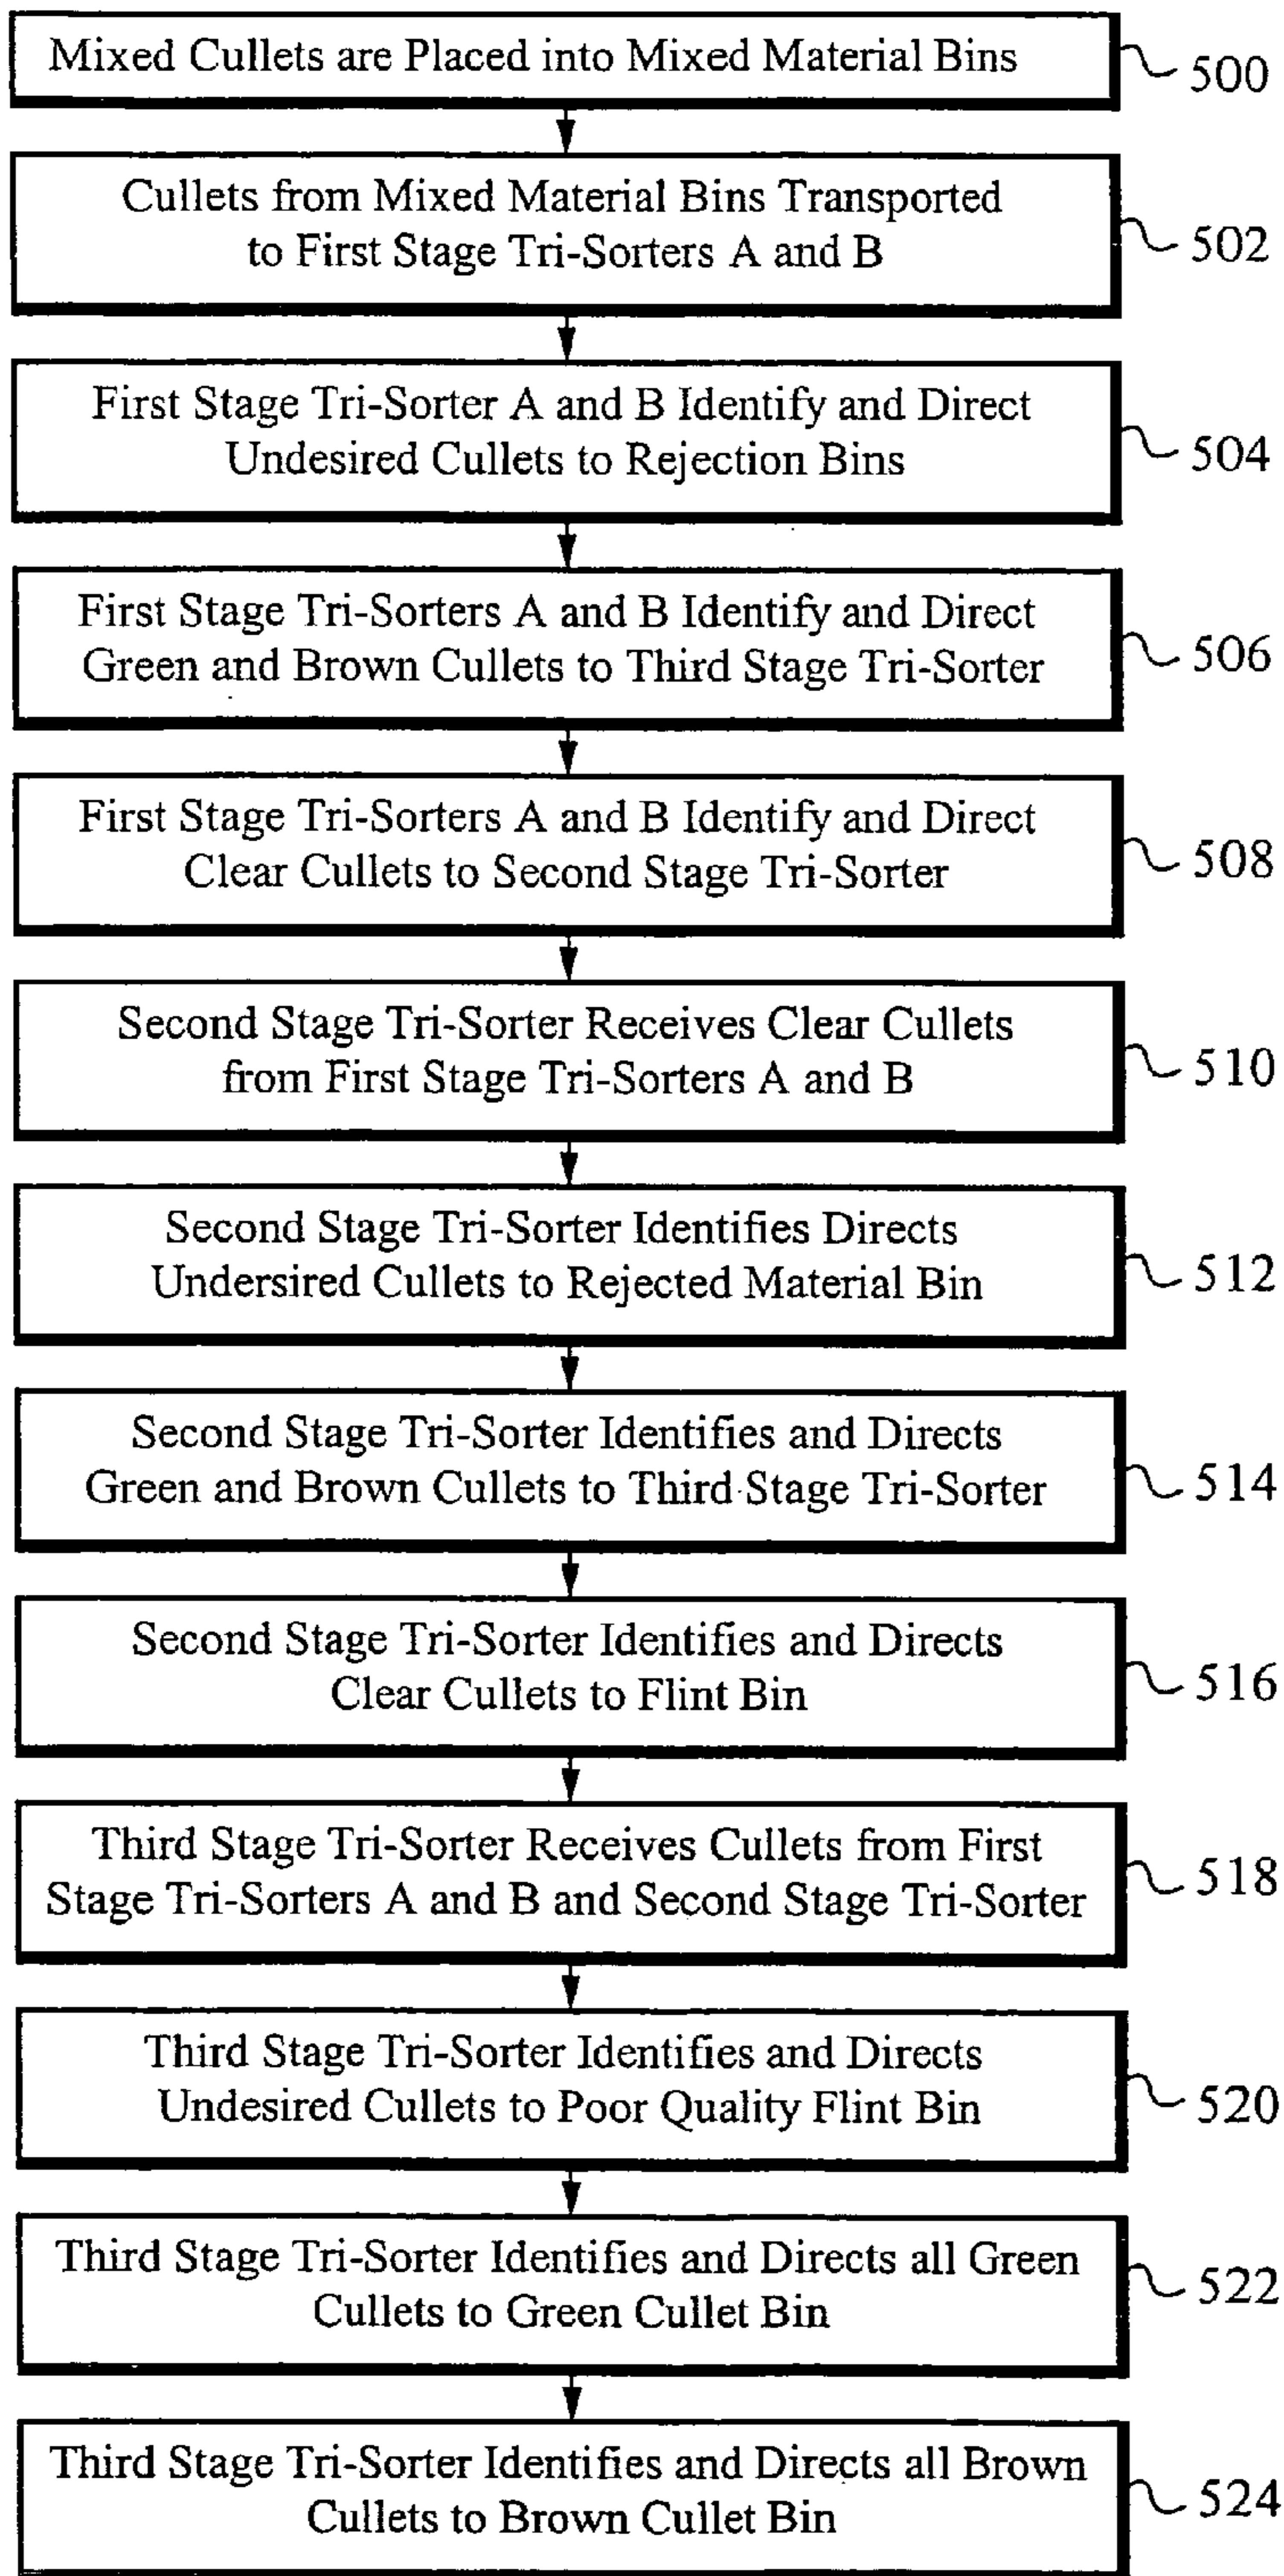 Mixed Cullets are Placed into Mixed Material Bins
500
Cullets from Mixed Material Bins Transported
to First Stage Tri-Sorters A and B
502
First Stage Tri-Sorter A and B Identify and Direct
Undesired Cullets to Rejection Bins
504
First Stage Tri-Sorters A and B Identify and Direct
Green and Brown Cullets to Third Stage Tri-Sorter
506
First Stage Tri-Sorters A and B Identify and Direct
Clear Cullets to Second Stage Tri-Sorter
508
Second Stage Tri-Sorter Receives Clear Cullets
from First Stage Tri-Sorters A and B
510
Second Stage Tri-Sorter Identifies Directs
Undersired Cullets to Rejected Material Bin
512
Second Stage Tri-Sorter Identifies and Directs
Green and Brown Cullets to Third Stage Tri-Sorter
514
Second Stage Tri-Sorter Identifies and Directs
Clear Cullets to Flint Bin
516
Third Stage Tri-Sorter Receives Cullets from First
Stage Tri-Sorters A and B and Second Stage Tri-Sorter
518
Third Stage Tri-Sorter Identifies and Directs
Undesired Cullets to Poor Quality Flint Bin
520
Third Stage Tri-Sorter Identifies and Directs all Green
Cullets to Green Cullet Bin
522
Third Stage Tri-Sorter Identifies and Directs all Brown
Cullets to Brown Cullet Bin
524